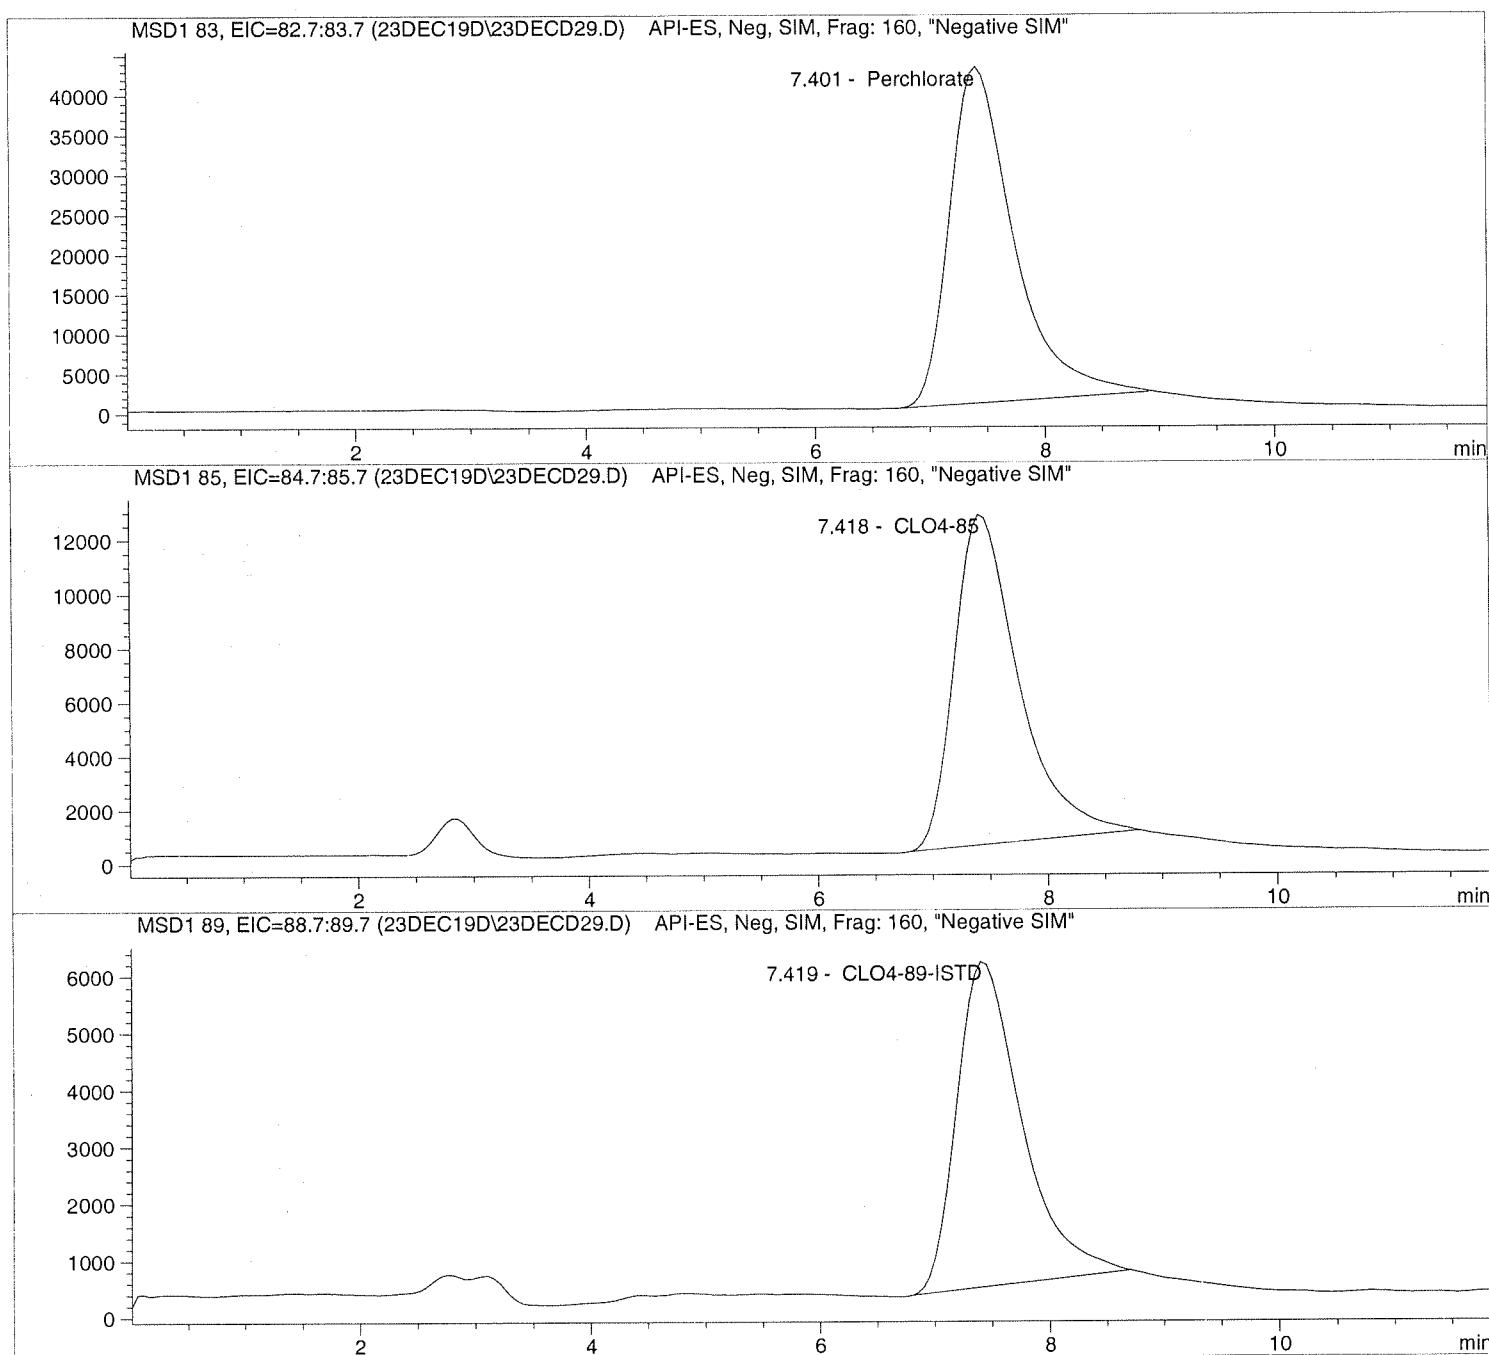 MSD1 83, EIC=82.7:83.7 (23DEC19D\23DECD29.D) API-ES, Neg, SIM, Frag: 160, "Negative SIM"
7.401 - Perchlorate
40000
35000
30000
25000
20000
15000
10000
5000
0
2 4 6 8 10 min
MSD1 85, EIC=84.7:85.7 (23DEC19D\23DECD29.D) API-ES, Neg, SIM, Frag: 160, "Negative SIM"
7.418 - CLO4-85
12000
10000
8000
6000
4000
2000
0
2 4 6 8 10 min
MSD1 89, EIC=88.7:89.7 (23DEC19D\23DECD29.D) API-ES, Neg, SIM, Frag: 160, "Negative SIM"
7.419 - CLO4-89-ISTD
6000
5000
4000
3000
2000
1000
0
2 4 6 8 10 min